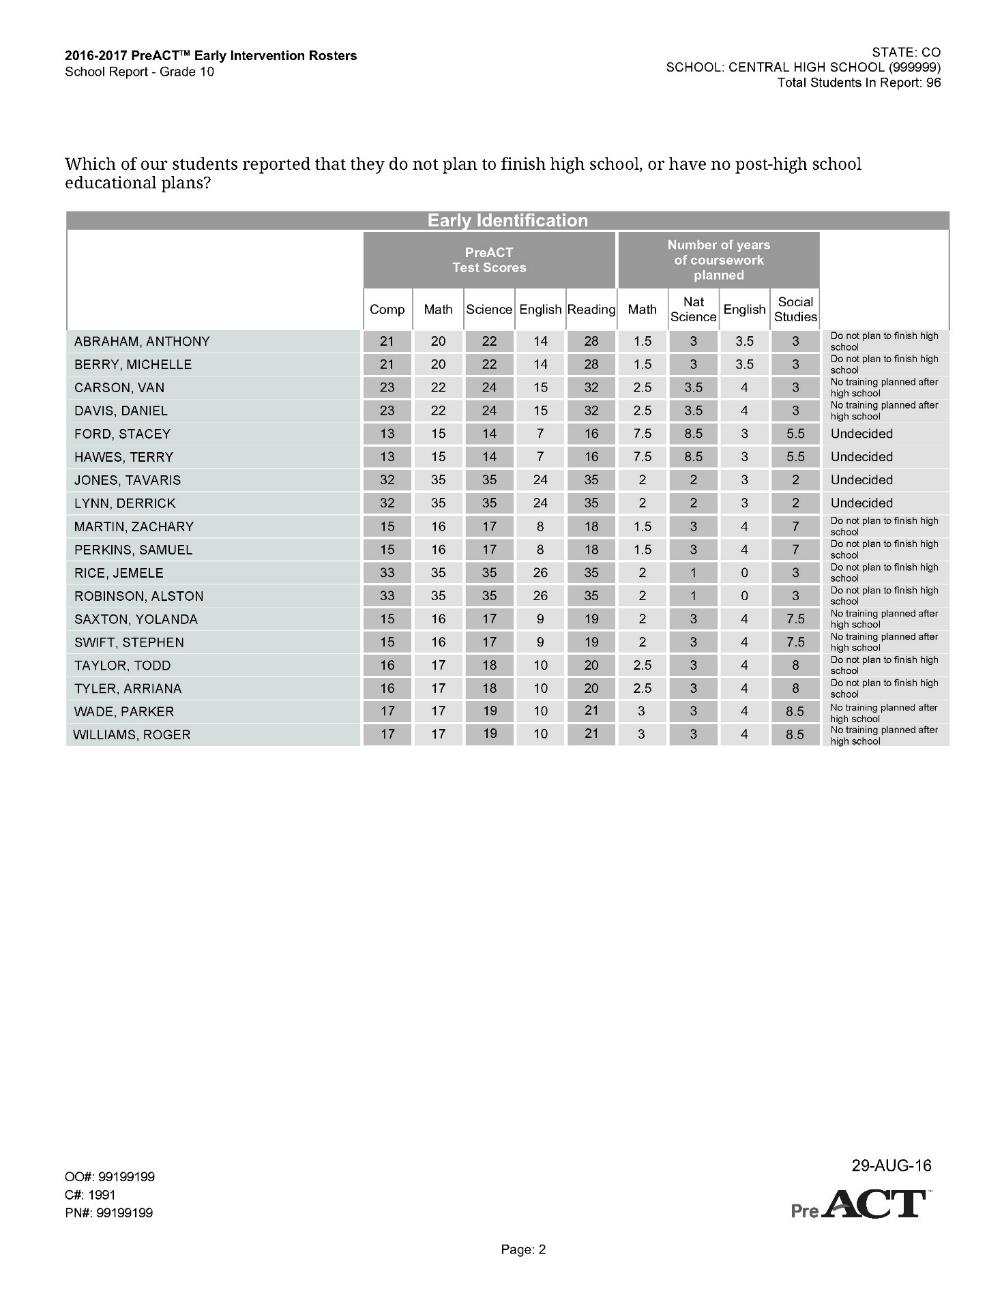 2016-2017 PreACT™ Early Intervention Rosters
School Report - Grade 10
STATE: CO
SCHOOL: CENTRAL HIGH SCHOOL (999999)
Total Students In Report: 96
Which of our students reported that they do not plan to finish high school, or have no post-high school
educational plans?
Early Identification
PreACT
Test Scores
Number of years
of coursework
planned
Comp Math Science English Reading Math Nat Science English Social Studies
ABRAHAM, ANTHONY 21 20 22 14 28 1.5 3 3.5 3 Do not plan to finish high school
BERRY, MICHELLE 21 20 22 14 28 1.5 3 3.5 3 Do not plan to finish high school
CARSON, VAN 23 22 24 15 32 2.5 3.5 4 3 No training planned after high school
DAVIS, DANIEL 23 22 24 15 32 2.5 3.5 4 3 No training planned after high school
FORD, STACEY 13 15 14 7 16 7.5 8.5 3 5.5 Undecided
HAWES, TERRY 13 15 14 7 16 7.5 8.5 3 5.5 Undecided
JONES, TAVARIS 32 35 35 24 35 2 2 3 2 Undecided
LYNN, DERRICK 32 35 35 24 35 2 2 3 2 Undecided
MARTIN, ZACHARY 15 16 17 8 18 1.5 3 4 7 Do not plan to finish high school
PERKINS, SAMUEL 15 16 17 8 18 1.5 3 4 7 Do not plan to finish high school
RICE, JEMELE 33 35 35 26 35 2 1 0 3 Do not plan to finish high school
ROBINSON, ALSTON 33 35 35 26 35 2 1 0 3 Do not plan to finish high school
SAXTON, YOLANDA 15 16 17 9 19 2 3 4 7.5 No training planned after high school
SWIFT, STEPHEN 15 16 17 9 19 2 3 4 7.5 No training planned after high school
TAYLOR, TODD 16 17 18 10 20 2.5 3 4 8 Do not plan to finish high school
TYLER, ARRIANA 16 17 18 10 20 2.5 3 4 8 Do not plan to finish high school
WADE, PARKER 17 17 19 10 21 3 3 4 8.5 No training planned after high school
WILLIAMS, ROGER 17 17 19 10 21 3 3 4 8.5 No training planned after high school
OO#: 99199199
C#: 1991
PN#: 99199199
29-AUG-16
PreACT™
Page: 2